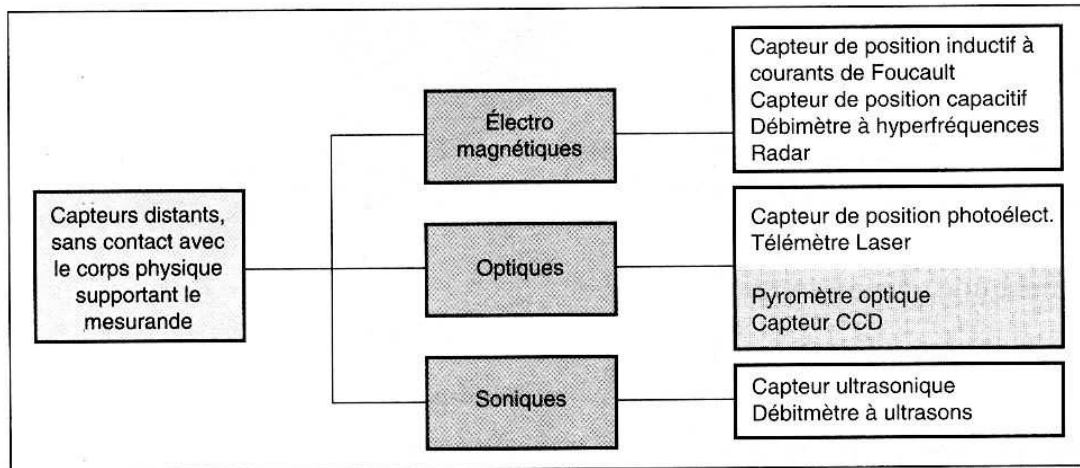 Capteurs distants,
sans contact avec
le corps physique
supportant le
mesurande
Électro
magnétiques
Capteur de position inductif à
courants de Foucault
Capteur de position capacitif
Débimètre à hyperfréquences
Radar
Optiques
Capteur de position photoélect.
Télémètre Laser
Pyromètre optique
Capteur CCD
Soniques
Capteur ultrasonique
Débitmètre à ultrasons